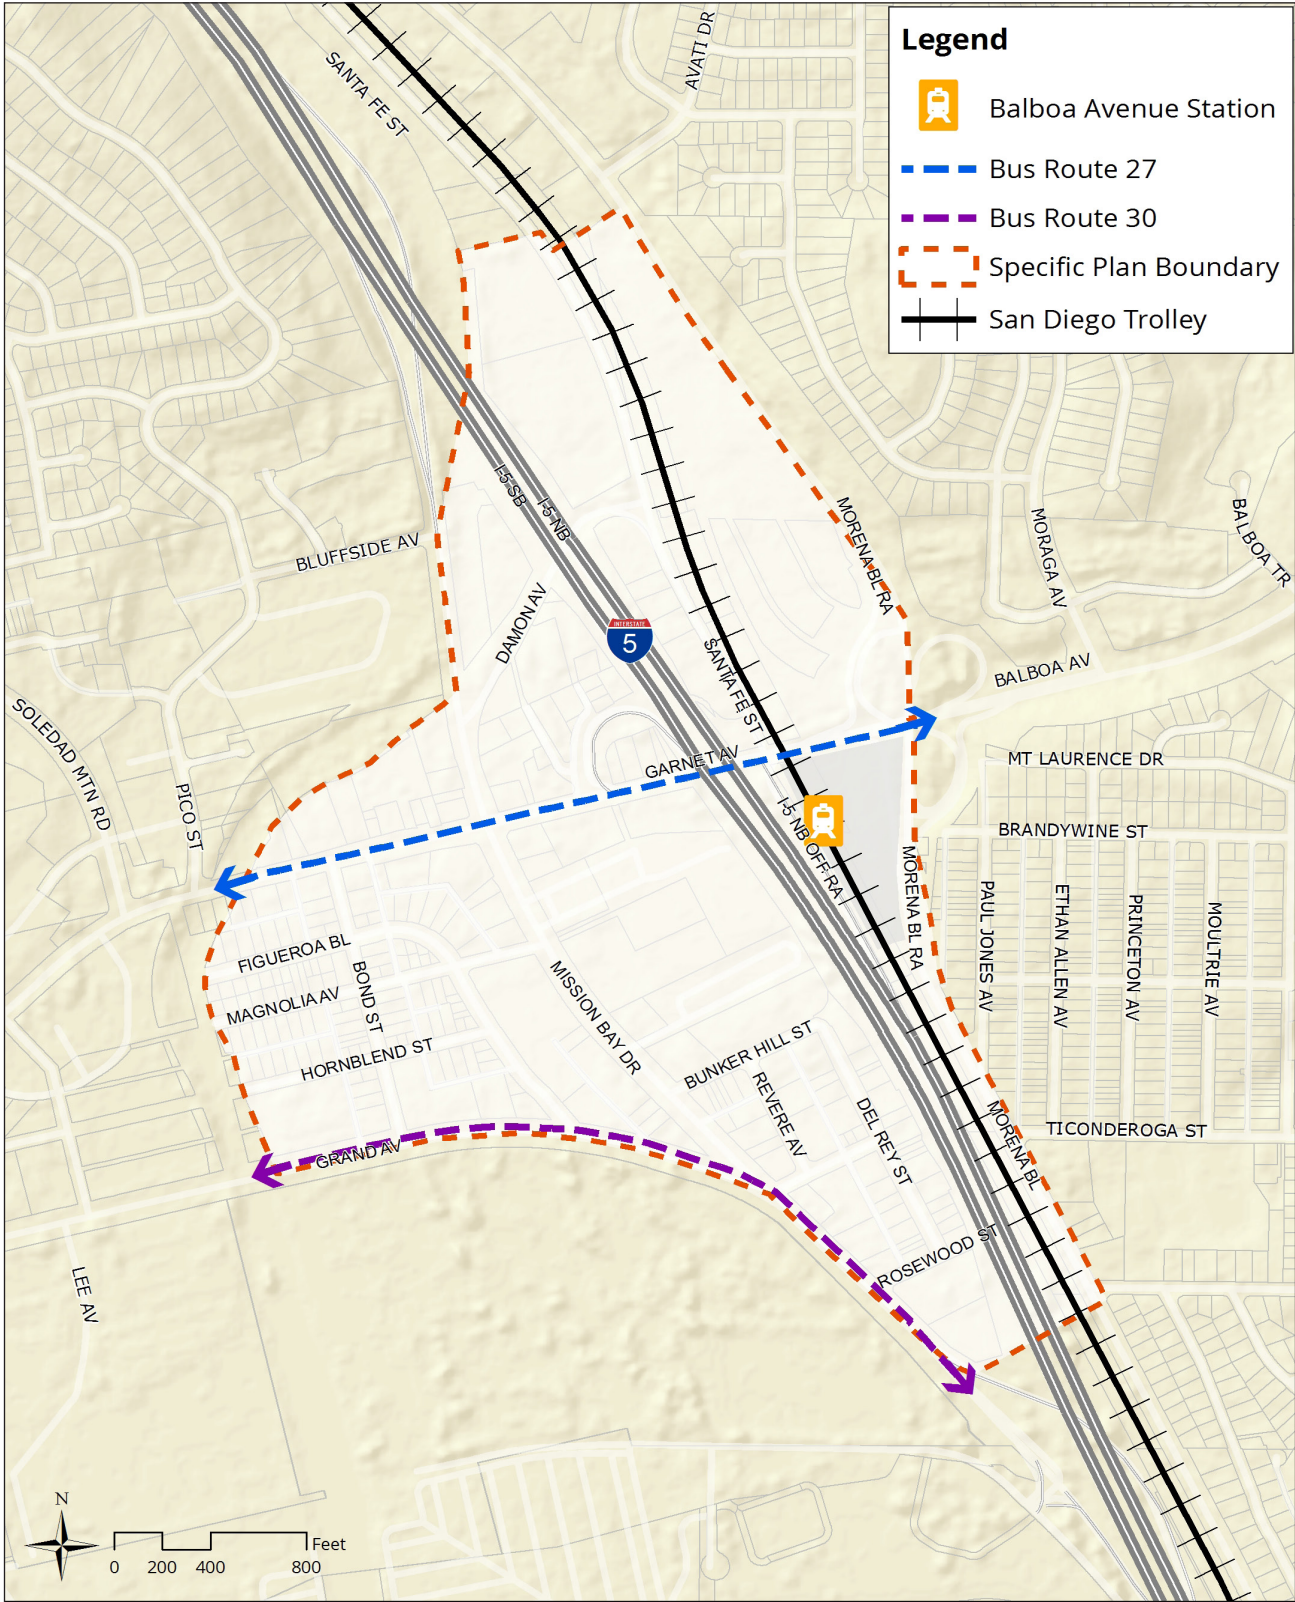 Legend
Balboa Avenue Station
Bus Route 27
Bus Route 30
Specific Plan Boundary
San Diego Trolley
SANTA FE ST
AVATI DR
I-5 SB
I-5 NB
MORENA BL RA
MORAGA AV
BALBOA TR
BLUFFSIDE AV
DAMON AV
INTERSTATE
5
SANTA FE ST
BALBOA AV
SOLEDAD MTN RD
PICO ST
GARNET AV
MT LAURENCE DR
I-5 NB OFF RA
BRANDYWINE ST
MORENA BL RA
PAUL JONES AV
ETHAN ALLEN AV
PRINCETON AV
MOULTRIE AV
FIGUEROA BL
BOND ST
MAGNOLIA AV
MISSION BAY DR
HORNBLEND ST
BUNKER HILL ST
REVERE AV
DEL REY ST
MORENA BL
TICONDEROGA ST
GRAND AV
ROSEWOOD ST
LEE AV
N
Feet
0 200 400 800